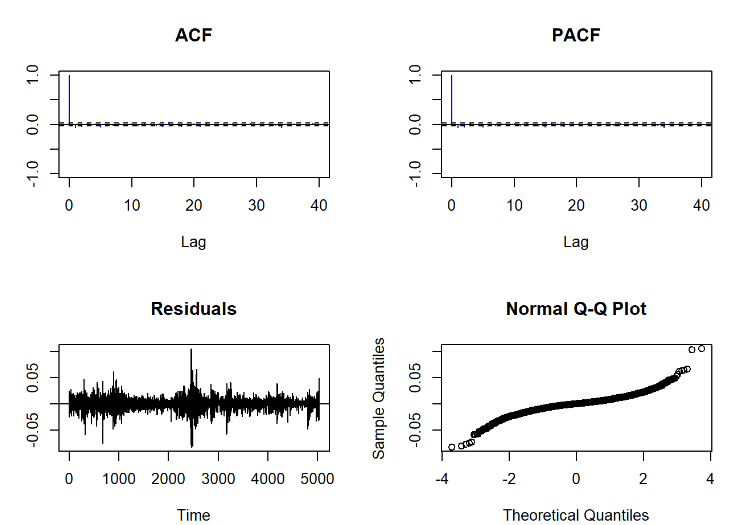 ACF
1.0
0.0
-1.0
0 10 20 30 40
Lag
PACF
1.0
0.0
-1.0
0 10 20 30 40
Lag
Residuals
0.05
-0.05
0 1000 2000 3000 4000 5000
Time
Normal Q-Q Plot
Sample Quantiles
0.05
-0.05
-4 -2 0 2 4
Theoretical Quantiles